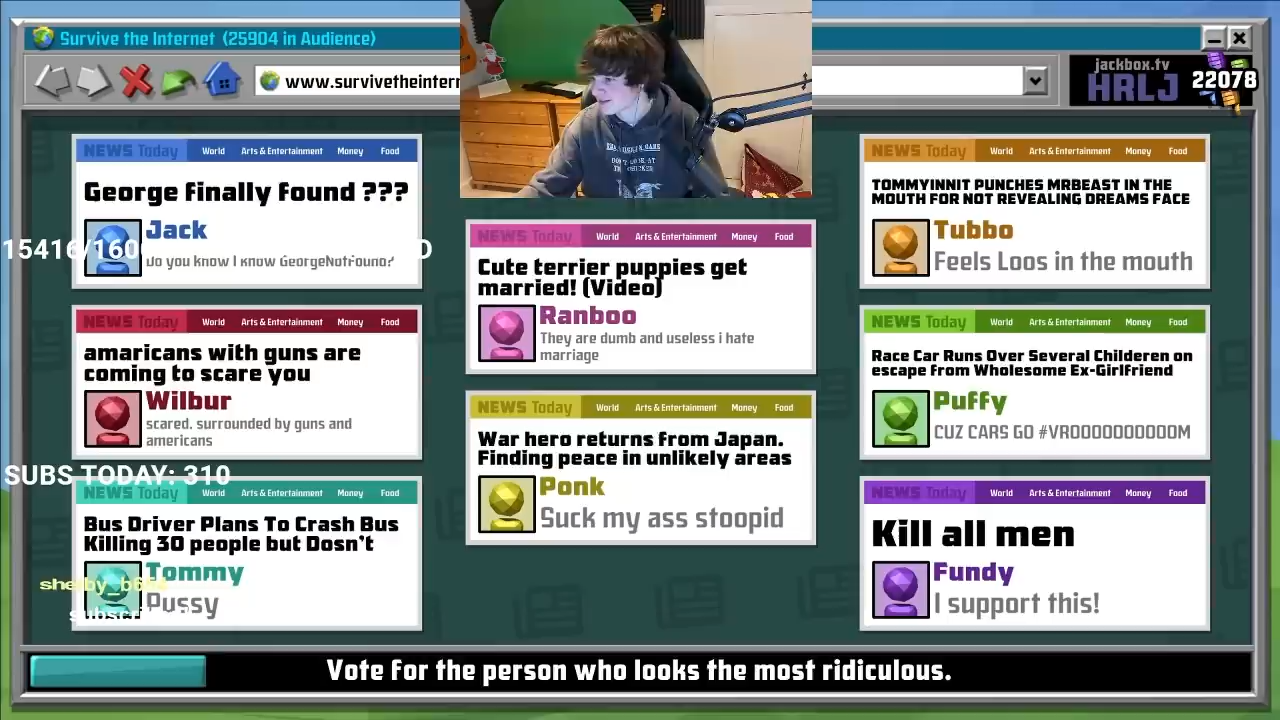 Survive the Internet (25904 in Audience)
www.survivetheinter
jackbox.tv
HRLJ
22078
NEWS Today World Arts & Entertainment Money Food
George finally found ???
Jack
Do you know I know GeorgeNotFound?
15416/160
D
NEWS Today World Arts & Entertainment Money Food
amaricans with guns are
coming to scare you
Wilbur
scared. surrounded by guns and
americans
SUBS TODAY: 310
NEWS Today World Arts & Entertainment Money Food
Bus Driver Plans To Crash Bus
Killing 30 people but Dosn't
Tommy
Pussy
NEWS Today World Arts & Entertainment Money Food
Cute terrier puppies get
married! (Video)
Ranboo
They are dumb and useless i hate
marriage
NEWS Today World Arts & Entertainment Money Food
War hero returns from Japan.
Finding peace in unlikely areas
Ponk
Suck my ass stoopid
NEWS Today World Arts & Entertainment Money Food
TOMMYINNIT PUNCHES MRBEAST IN THE
MOUTH FOR NOT REVEALING DREAMS FACE
Tubbo
Feels Loos in the mouth
NEWS Today World Arts & Entertainment Money Food
Race Car Runs Over Several Childeren on
escape from Wholesome Ex-Girlfriend
Puffy
CUZ CARS GO #VROOOOOOOOOOM
NEWS Today World Arts & Entertainment Money Food
Kill all men
Fundy
I support this!
Vote for the person who looks the most ridiculous.